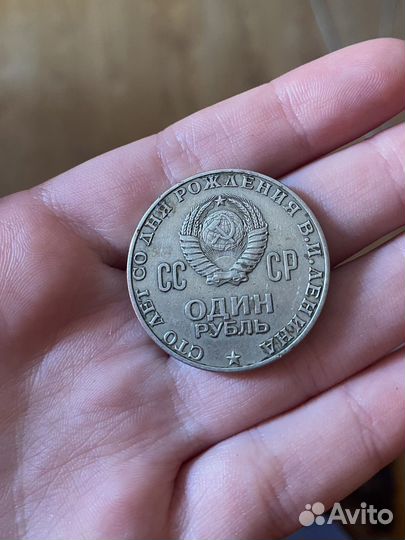 СТО ЛЕТ СО ДНЯ РОЖДЕНИЯ В.И.ЛЕНИНА
СС СР
ОДИН
РУБЛЬ
Avito